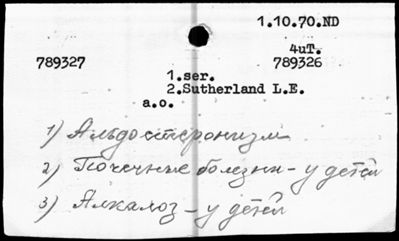 1.10.70.ND
4uT.
789327 789326
1.ser.
2.Sutherland L.E.
a.o.
1) Альдостеронизм
2) Почечные болезни – у детей
3) Алкалоз – у детей